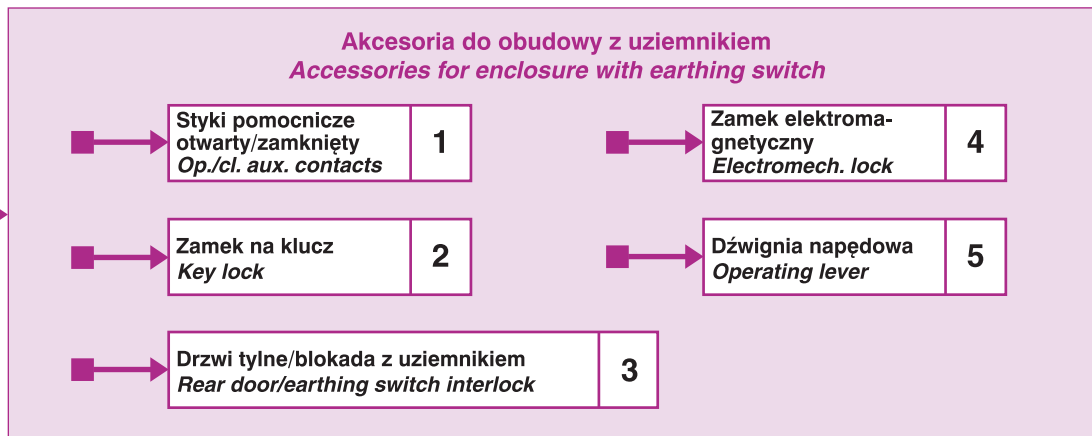 Akcesoria do obudowy z uziemnikiem
Accessories for enclosure with earthing switch
Styki pomocnicze
otwarty/zamknięty
Op./cl. aux. contacts
1
Zamek na klucz
Key lock
2
Drzwi tylne/blokada z uziemnikiem
Rear door/earthing switch interlock
3
Zamek elektroma-
gnetyczny
Electromech. lock
4
Dźwignia napędowa
Operating lever
5